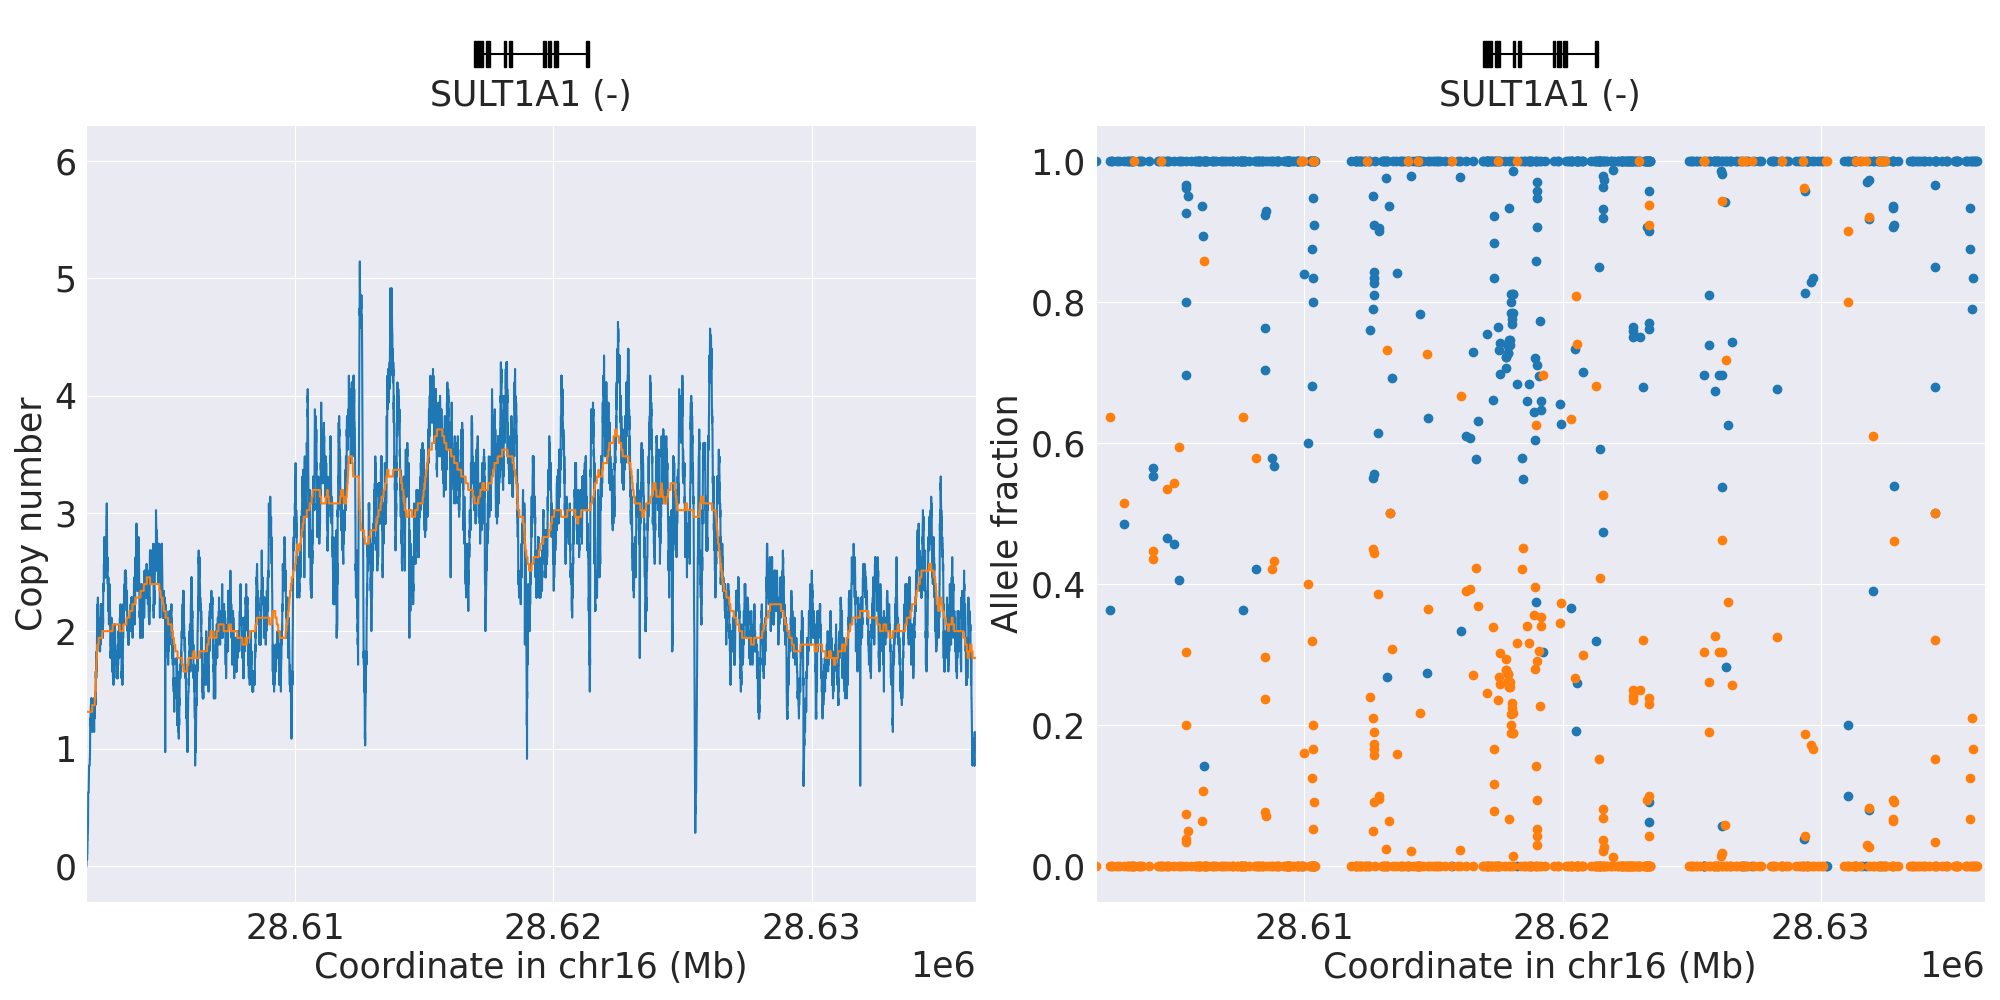 SULT1A1 (-)
6
5
4
3
2
1
0
Copy number
28.61
28.62
28.63
Coordinate in chr16 (Mb)
1e6
SULT1A1 (-)
1.0
0.8
0.6
0.4
0.2
0.0
Allele fraction
28.61
28.62
28.63
Coordinate in chr16 (Mb)
1e6